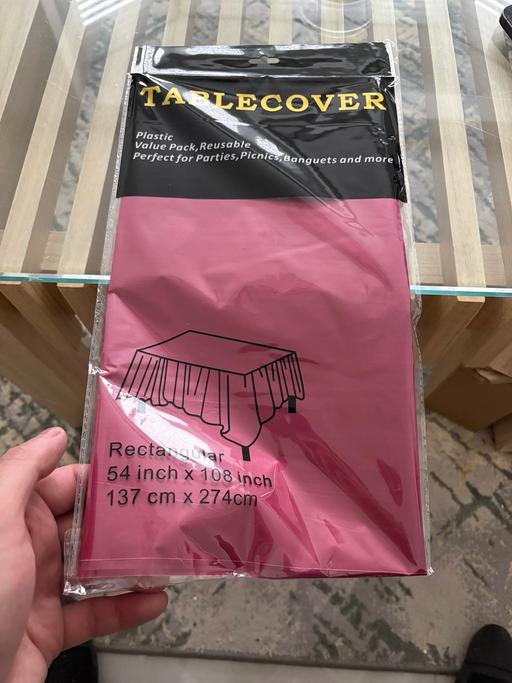 TABLECOVER
Plastic
Value Pack,Reusable
Perfect for Parties,Picnics,Banguets and more
Rectangular
54 inch x 108 inch
137 cm x 274cm